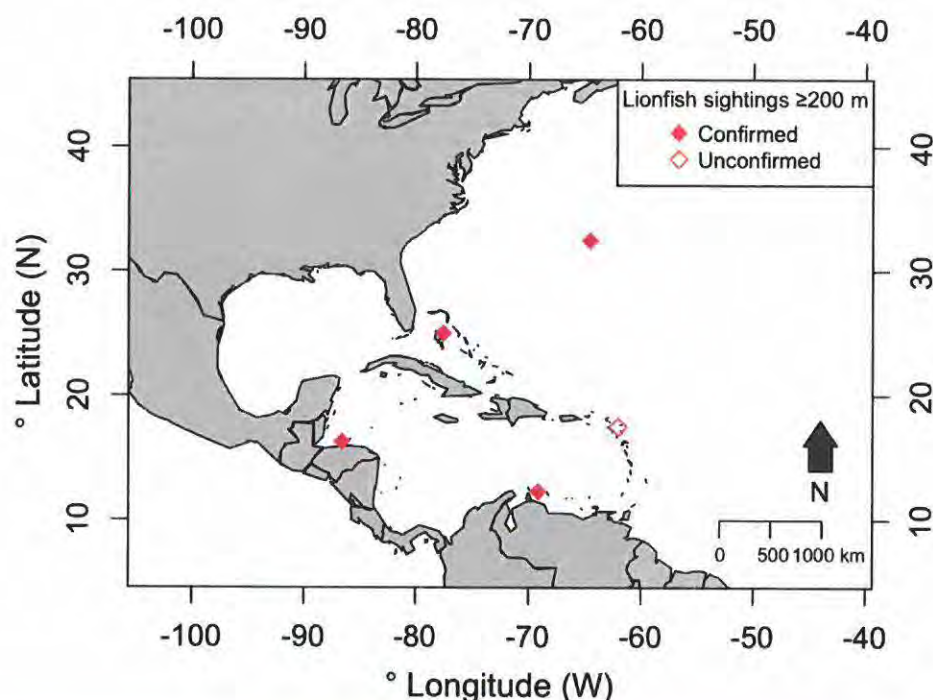 -100 -90 -80 -70 -60 -50 -40
Lionfish sightings ≥200 m
Confirmed
Unconfirmed
40 40
30 30
20 20
10 10
° Latitude (N)
N
0 500 1000 km
-100 -90 -80 -70 -60 -50 -40
° Longitude (W)